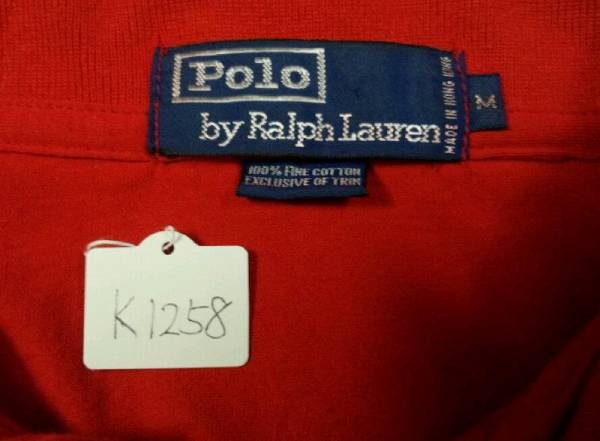 Polo
by Ralph Lauren
MADE IN HONG KONG
M
100% FINE COTTON
EXCLUSIVE OF TRIM
K1258